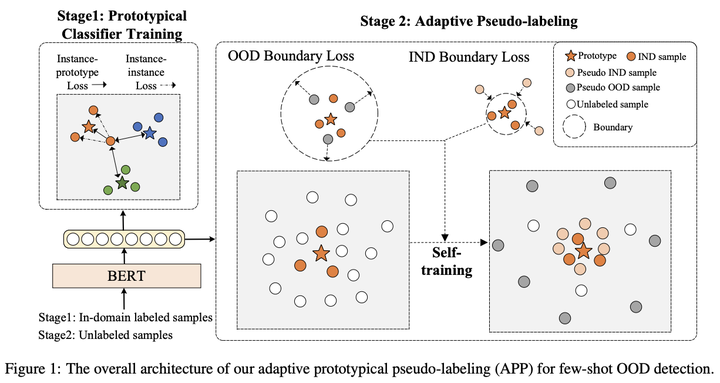 Stage1: Prototypical
Classifier Training
Instance-
prototype
Loss
Instance-
instance
Loss
BERT
Stage1: In-domain labeled samples
Stage2: Unlabeled samples
Stage 2: Adaptive Pseudo-labeling
OOD Boundary Loss
IND Boundary Loss
Prototype
IND sample
Pseudo IND sample
Pseudo OOD sample
Unlabeled sample
Boundary
Self-
training
Figure 1: The overall architecture of our adaptive prototypical pseudo-labeling (APP) for few-shot OOD detection.